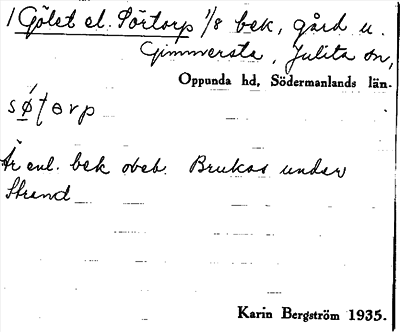 1 Gölet el. Sörtorp 1/8 bek, gård u.
Gimmersta, Julita sn,
Oppunda hd, Södermanlands län.
Är enl. bek obeb. Brukas under
Strand
Karin Bergström 1935.